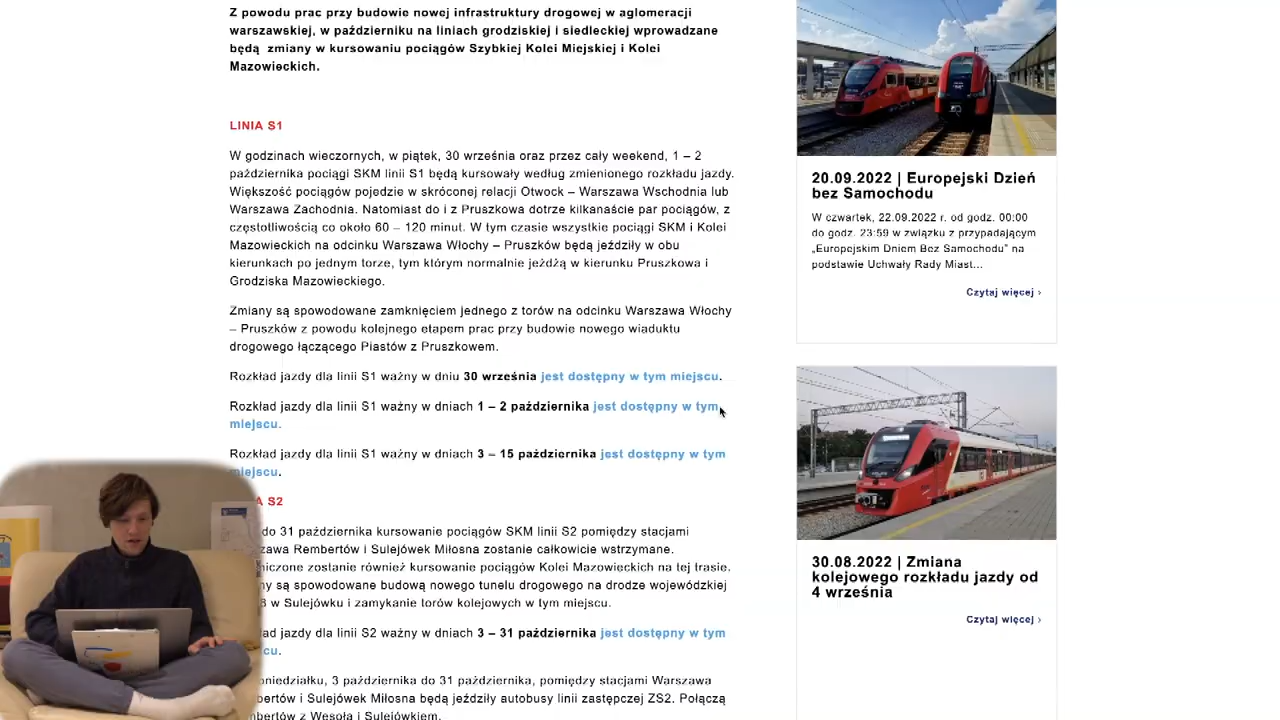 Z powodu prac przy budowie nowej infrastruktury drogowej w aglomeracji
warszawskiej, w październiku na liniach grodziskiej i siedleckiej wprowadzane
będą zmiany w kursowaniu pociągów Szybkiej Kolei Miejskiej i Kolei
Mazowieckich.
LINIA S1
W godzinach wieczornych, w piątek, 30 września oraz przez cały weekend, 1 – 2
października pociągi SKM linii S1 będą kursowały według zmienionego rozkładu jazdy.
Większość pociągów pojedzie w skróconej relacji Otwock – Warszawa Wschodnia lub
Warszawa Zachodnia. Natomiast do i z Pruszkowa dotrze kilkanaście par pociągów, z
częstotliwością co około 60 – 120 minut. W tym czasie wszystkie pociągi SKM i Kolei
Mazowieckich na odcinku Warszawa Włochy – Pruszków będą jeździły w obu
kierunkach po jednym torze, tym którym normalnie jeżdżą w kierunku Pruszkowa i
Grodziska Mazowieckiego.
Zmiany są spowodowane zamknięciem jednego z torów na odcinku Warszawa Włochy
– Pruszków z powodu kolejnego etapem prac przy budowie nowego wiaduktu
drogowego łączącego Piastów z Pruszkowem.
Rozkład jazdy dla linii S1 ważny w dniu 30 września jest dostępny w tym miejscu.
Rozkład jazdy dla linii S1 ważny w dniach 1 – 2 października jest dostępny w tym
miejscu.
Rozkład jazdy dla linii S1 ważny w dniach 3 – 15 października jest dostępny w tym
miejscu.
S2
do 31 października kursowanie pociągów SKM linii S2 pomiędzy stacjami
Rembertów i Sulejówek Miłosna zostanie całkowicie wstrzymane.
zostanie również kursowanie pociągów Kolei Mazowieckich na tej trasie.
są spowodowane budową nowego tunelu drogowego na drodze wojewódzkiej
w Sulejówku i zamykanie torów kolejowych w tym miejscu.
jazdy dla linii S2 ważny w dniach 3 – 31 października jest dostępny w tym
3 października do 31 października, pomiędzy stacjami Warszawa
i Sulejówek Miłosna będą jeździły autobusy linii zastępczej ZS2. Połączą
z Wesołą i Sulejówkiem.
20.09.2022 | Europejski Dzień
bez Samochodu
W czwartek, 22.09.2022 r. od godz. 00:00
do godz. 23:59 w związku z przypadającym
„Europejskim Dniem Bez Samochodu” na
podstawie Uchwały Rady Miast...
Czytaj więcej ›
30.08.2022 | Zmiana
kolejowego rozkładu jazdy od
4 września
Czytaj więcej ›